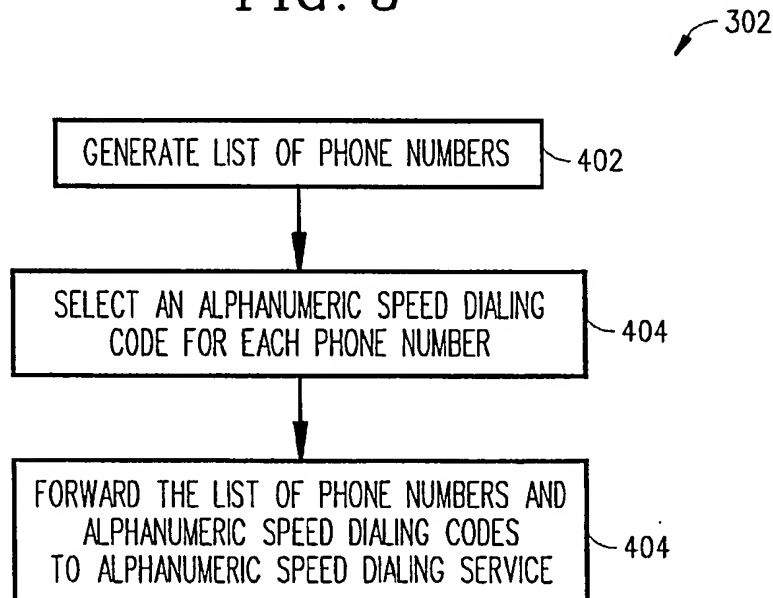 302
GENERATE LIST OF PHONE NUMBERS
402
SELECT AN ALPHANUMERIC SPEED DIALING
CODE FOR EACH PHONE NUMBER
404
FORWARD THE LIST OF PHONE NUMBERS AND
ALPHANUMERIC SPEED DIALING CODES
TO ALPHANUMERIC SPEED DIALING SERVICE
404